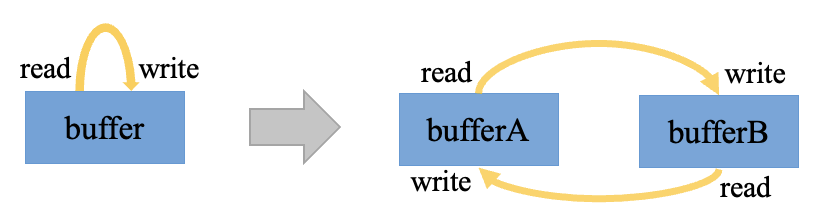 read
write
buffer
read
write
bufferA
bufferB
write
read